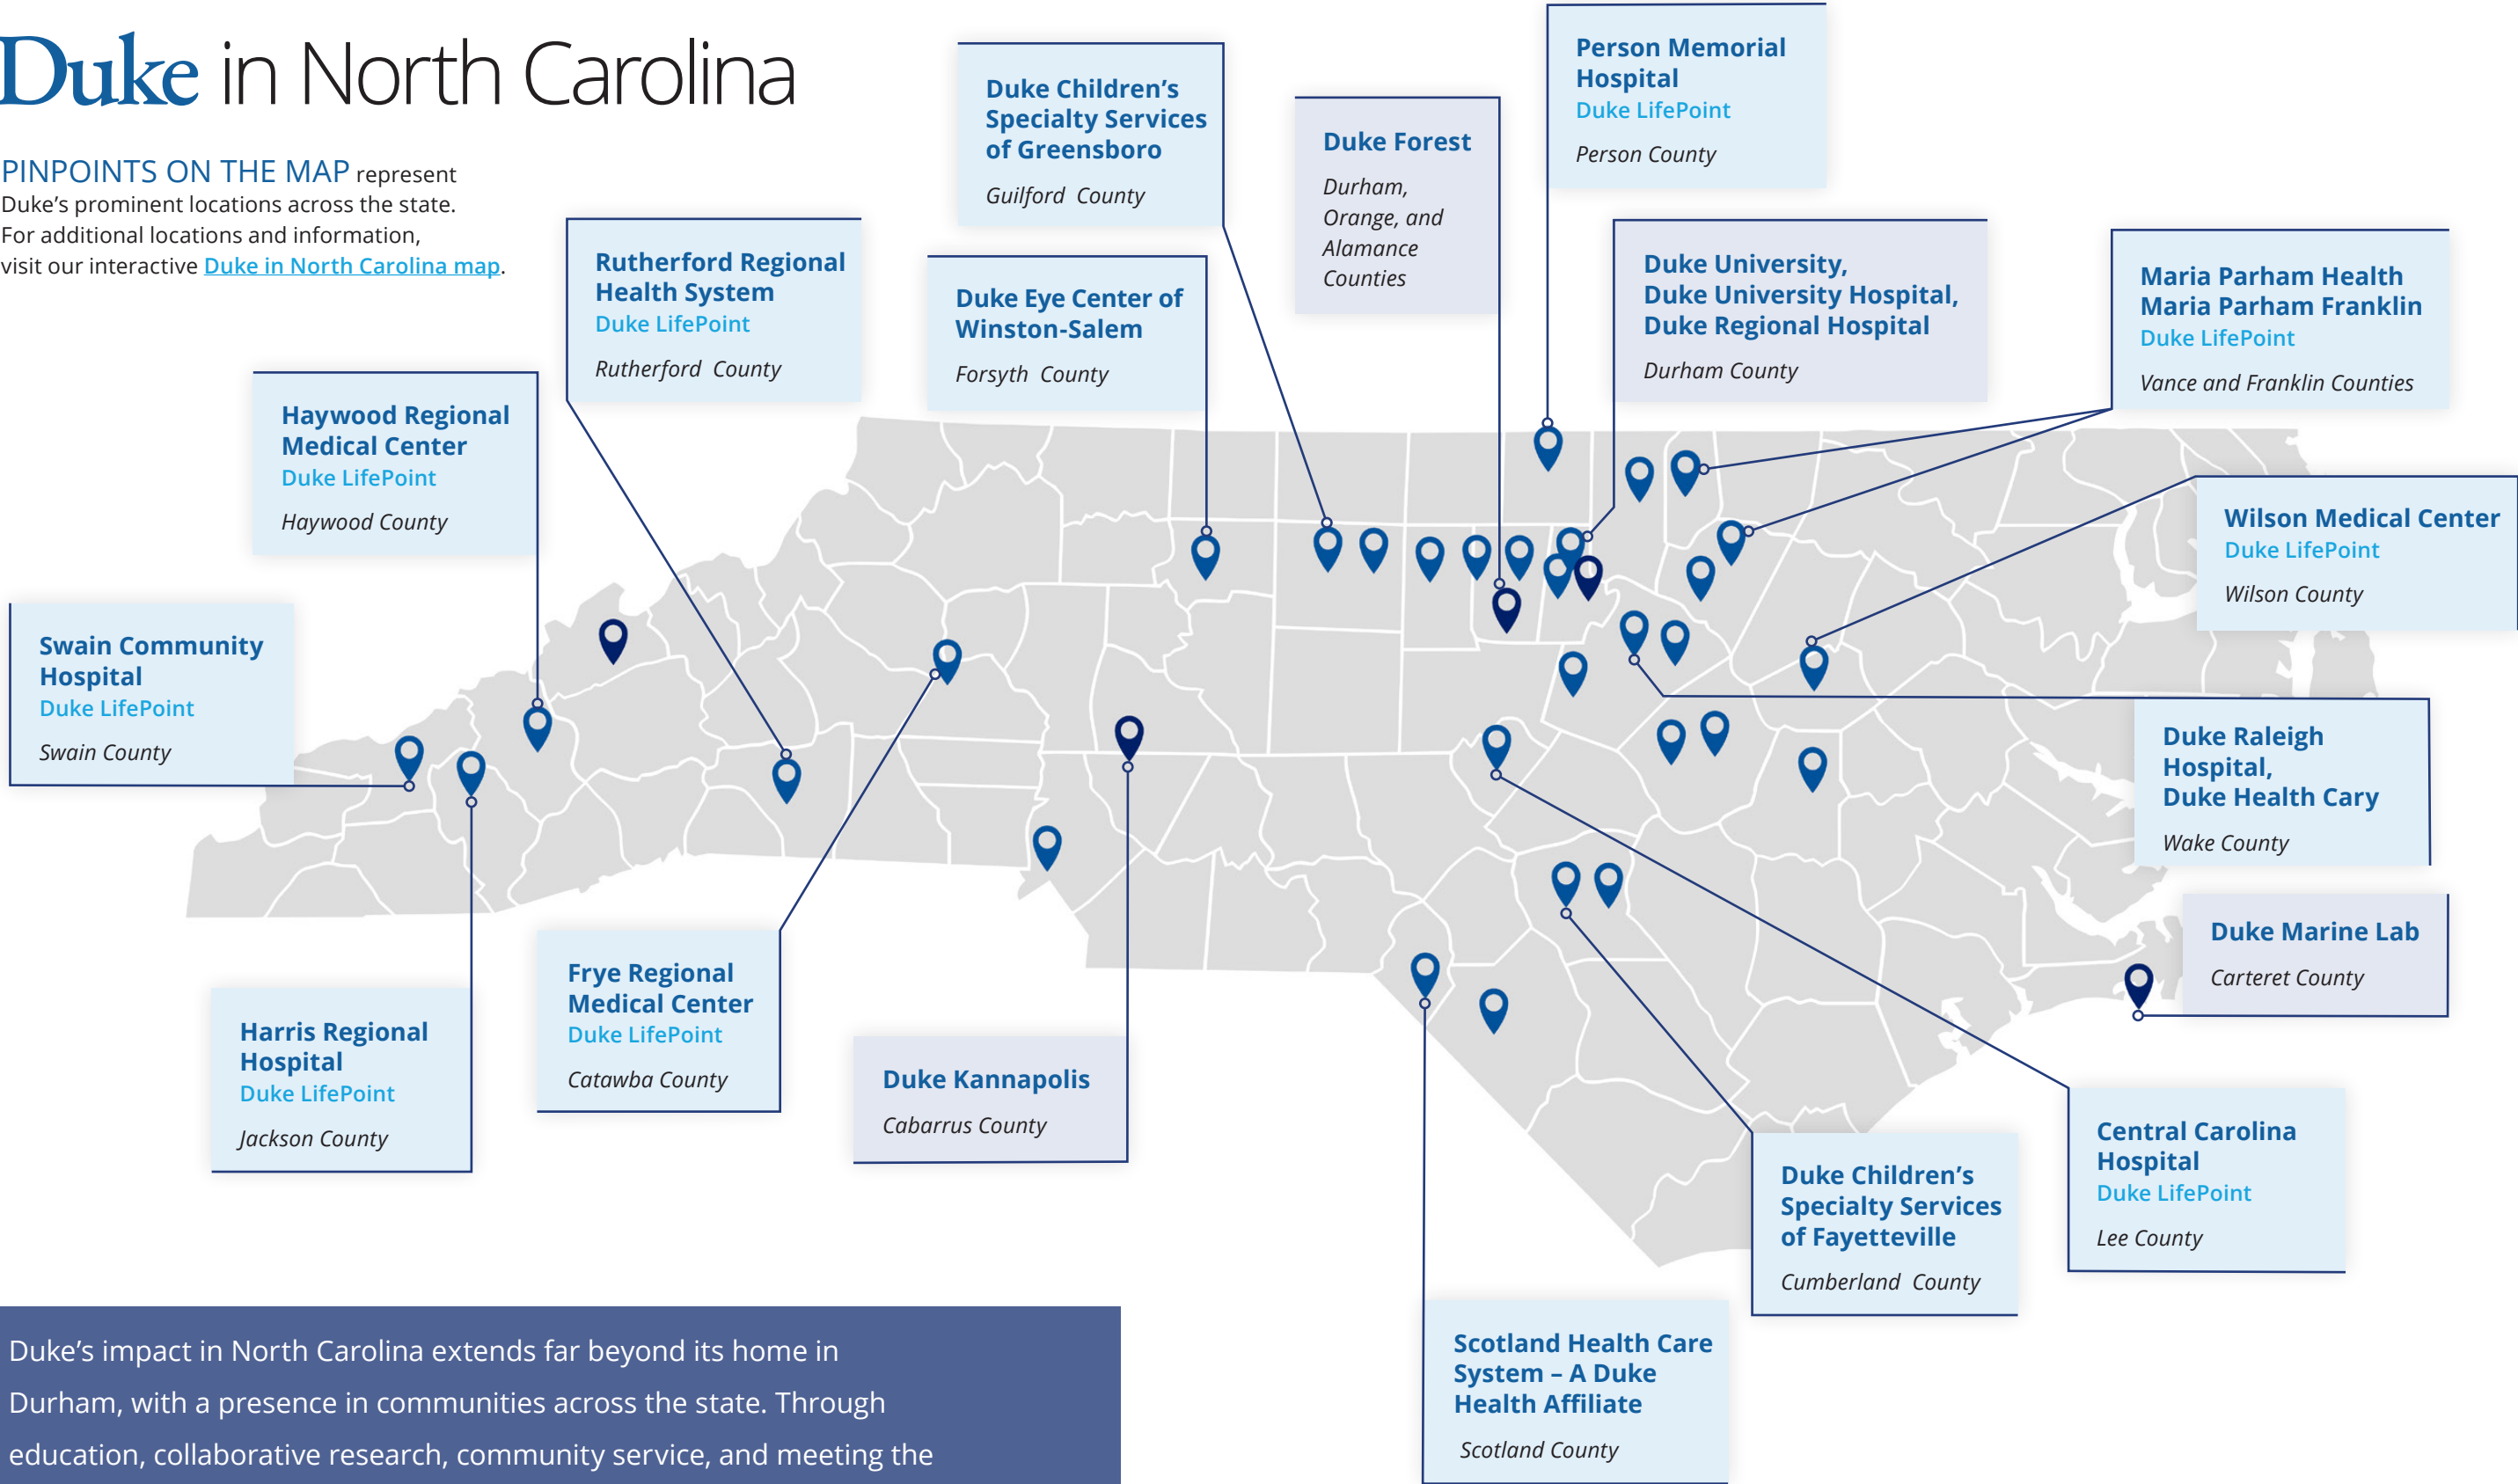 Duke in North Carolina
PINPOINTS ON THE MAP represent
Duke’s prominent locations across the state.
For additional locations and information,
visit our interactive Duke in North Carolina map.
Swain Community
Hospital
Duke LifePoint
Swain County
Haywood Regional
Medical Center
Duke LifePoint
Haywood County
Rutherford Regional
Health System
Duke LifePoint
Rutherford County
Duke Eye Center of
Winston-Salem
Forsyth County
Duke Children’s
Specialty Services
of Greensboro
Guilford County
Duke Forest
Durham,
Orange, and
Alamance
Counties
Person Memorial
Hospital
Duke LifePoint
Person County
Duke University,
Duke University Hospital,
Duke Regional Hospital
Durham County
Maria Parham Health
Maria Parham Franklin
Duke LifePoint
Vance and Franklin Counties
Wilson Medical Center
Duke LifePoint
Wilson County
Duke Raleigh
Hospital,
Duke Health Cary
Wake County
Duke Marine Lab
Carteret County
Central Carolina
Hospital
Duke LifePoint
Lee County
Duke Children’s
Specialty Services
of Fayetteville
Cumberland County
Scotland Health Care
System – A Duke
Health Affiliate
Scotland County
Duke Kannapolis
Cabarrus County
Frye Regional
Medical Center
Duke LifePoint
Catawba County
Harris Regional
Hospital
Duke LifePoint
Jackson County
Duke’s impact in North Carolina extends far beyond its home in
Durham, with a presence in communities across the state. Through
education, collaborative research, community service, and meeting the